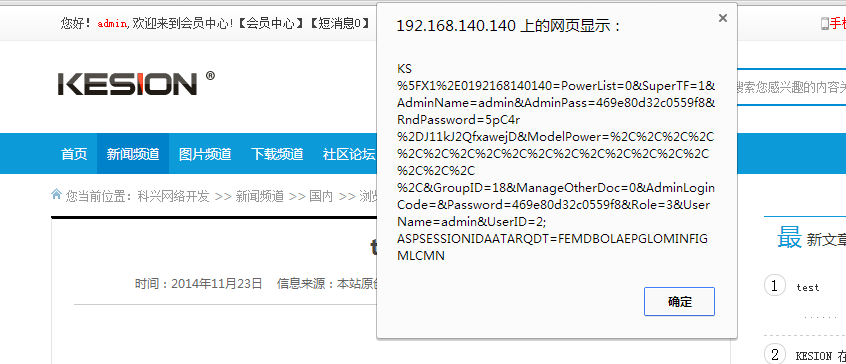 您好！admin,欢迎来到会员中心!【会员中心】【短消息0】
手机
192.168.140.140 上的网页显示：
KS
%5FX1%2E0192168140140=PowerList=0&SuperTF=1&
AdminName=admin&AdminPass=469e80d32c0559f8&
RndPassword=5pC4r
%2DJ11kJ2QfxawejD&ModelPower=%2C%2C%2C%2C
%2C%2C%2C%2C%2C%2C%2C%2C%2C%2C%2C%2C
%2C%2C%2C
%2C&GroupID=18&ManageOtherDoc=0&AdminLogin
Code=&Password=469e80d32c0559f8&Role=3&User
Name=admin&UserID=2;
ASPSESSIONIDAATARQDT=FEMDBOLAEPGLOMINFIG
MLCMN
确定
KESION ®
搜索您感兴趣的内容关
首页 新闻频道 图片频道 下载频道 社区论坛
您当前位置：科兴网络开发 >> 新闻频道 >> 国内 >> 浏览
t
时间：2014年11月23日 信息来源：本站原创
最 新文章
1 test
2 KESION 在